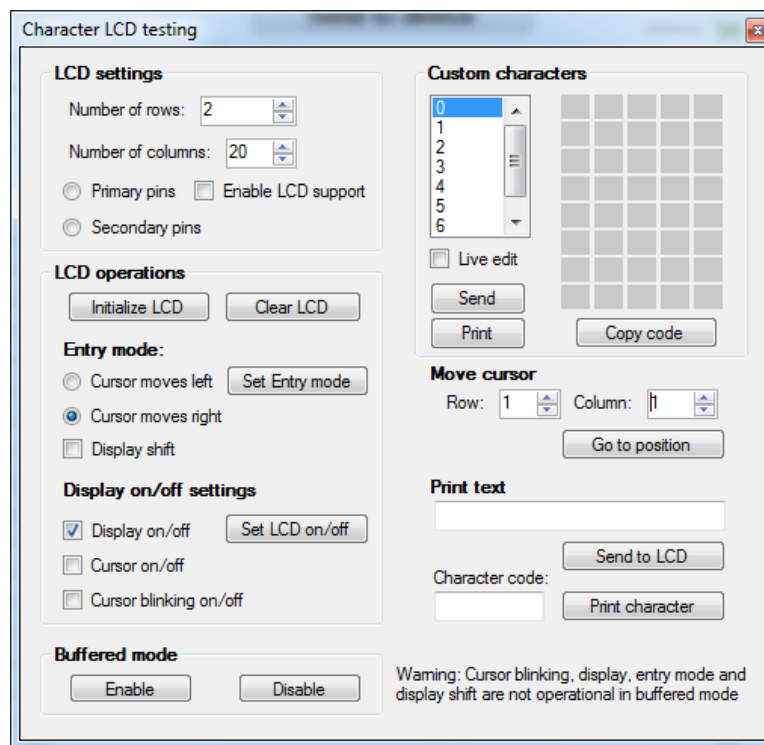 Send to device
Character LCD testing
LCD settings
Number of rows: 2
Number of columns: 20
Primary pins
Enable LCD support
Secondary pins
LCD operations
Initialize LCD
Clear LCD
Entry mode:
Cursor moves left
Set Entry mode
Cursor moves right
Display shift
Display on/off settings
Display on/off
Set LCD on/off
Cursor on/off
Cursor blinking on/off
Buffered mode
Enable
Disable
Custom characters
0
1
2
3
4
5
6
Live edit
Send
Print
Copy code
Move cursor
Row: 1
Column: 1
Go to position
Print text
Send to LCD
Character code:
Print character
Warning: Cursor blinking, display, entry mode and
display shift are not operational in buffered mode